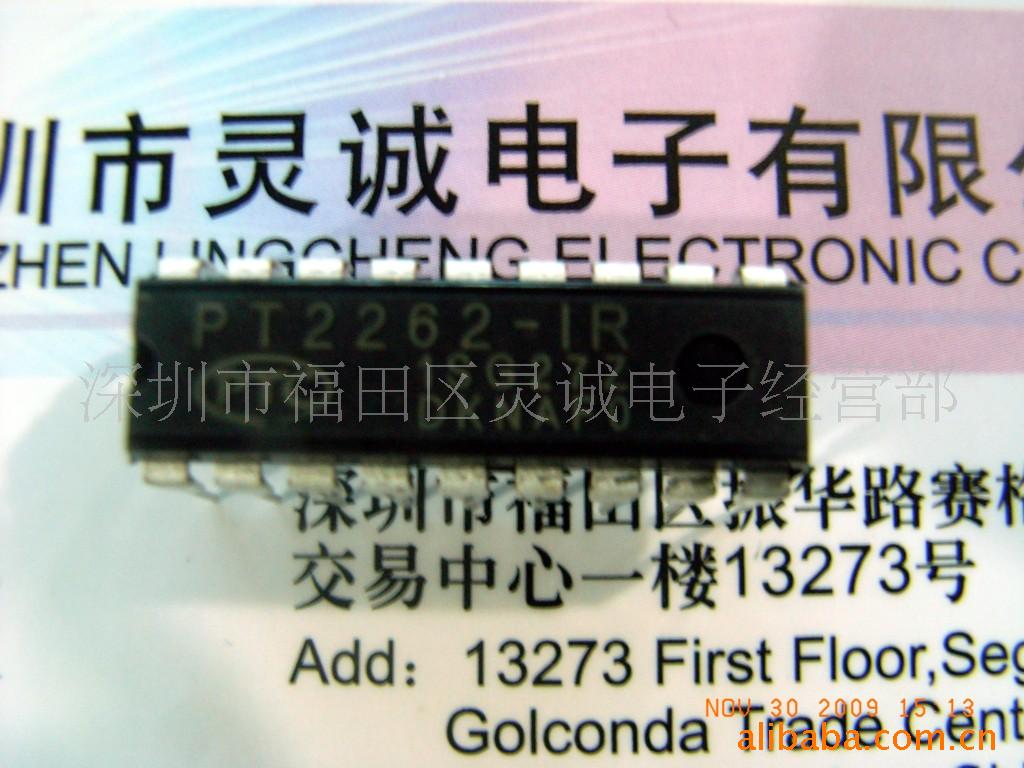 圳市灵诚电子有限
ZHEN LINGCHENG ELECTRONIC C
PT2262-IR
深圳市福田区灵诚电子经营部
深圳市福田区振华路赛格
交易中心一楼13273号
Add: 13273 First Floor,Seg
NOV 30 2009 15 13
Golconda Trade Cent
alibaba.com.cn